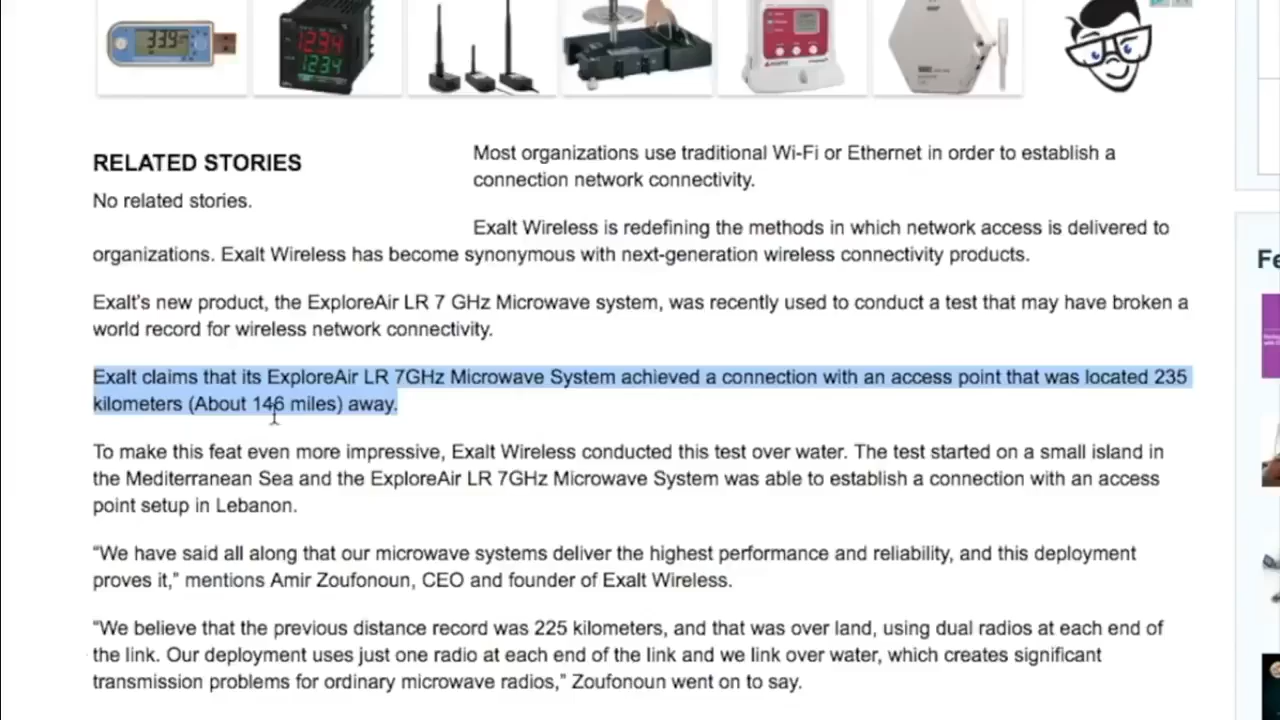 339
1234
1234
RELATED STORIES
No related stories.
Most organizations use traditional Wi-Fi or Ethernet in order to establish a
connection network connectivity.
Exalt Wireless is redefining the methods in which network access is delivered to
organizations. Exalt Wireless has become synonymous with next-generation wireless connectivity products.
Exalt's new product, the ExploreAir LR 7 GHz Microwave system, was recently used to conduct a test that may have broken a
world record for wireless network connectivity.
Exalt claims that its ExploreAir LR 7GHz Microwave System achieved a connection with an access point that was located 235
kilometers (About 146 miles) away.
To make this feat even more impressive, Exalt Wireless conducted this test over water. The test started on a small island in
the Mediterranean Sea and the ExploreAir LR 7GHz Microwave System was able to establish a connection with an access
point setup in Lebanon.
“We have said all along that our microwave systems deliver the highest performance and reliability, and this deployment
proves it,” mentions Amir Zoufonoun, CEO and founder of Exalt Wireless.
“We believe that the previous distance record was 225 kilometers, and that was over land, using dual radios at each end of
the link. Our deployment uses just one radio at each end of the link and we link over water, which creates significant
transmission problems for ordinary microwave radios,” Zoufonoun went on to say.
Fe